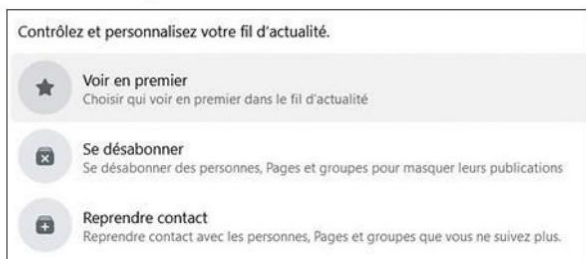 Contrôlez et personnalisez votre fil d'actualité.
Voir en premier
Choisir qui voir en premier dans le fil d'actualité
Se désabonner
Se désabonner des personnes, Pages et groupes pour masquer leurs publications
Reprendre contact
Reprendre contact avec les personnes, Pages et groupes que vous ne suivez plus.